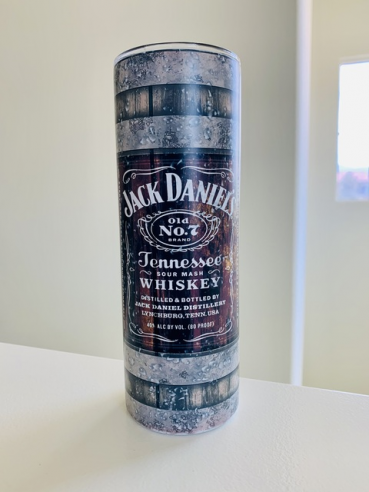 JACK DANIEL'S
Old
No.7
BRAND
Tennessee
SOUR MASH
WHISKEY
DISTILLED & BOTTLED BY
JACK DANIEL DISTILLERY
LYNCHBURG, TENN. USA
40% ALC BY VOL. (80 PROOF)